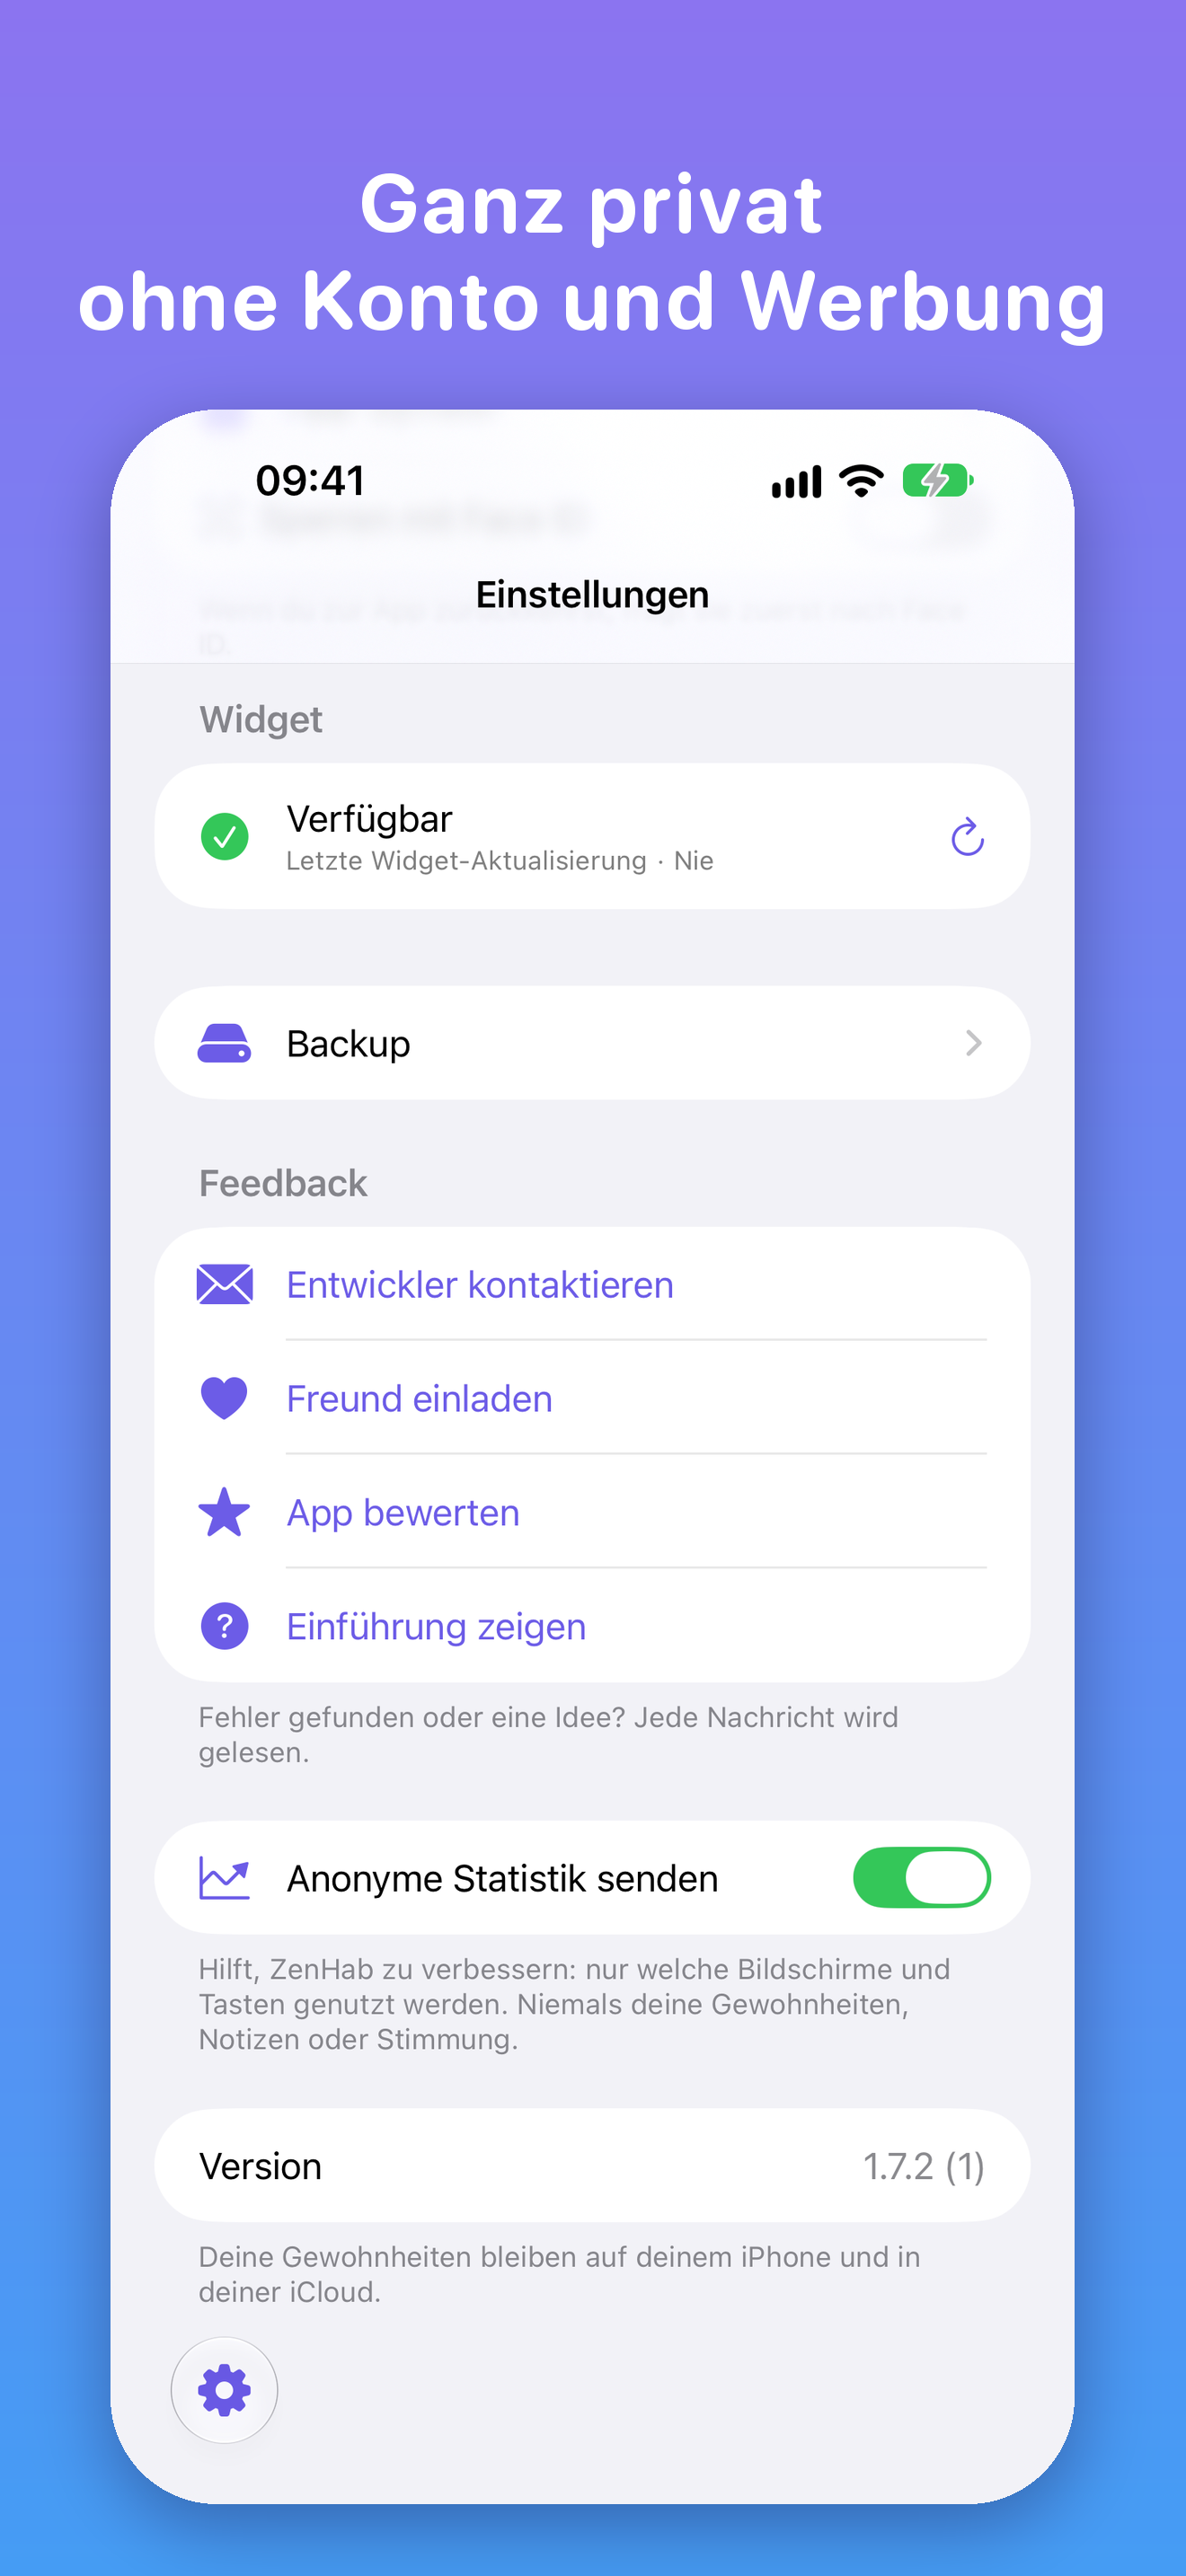 Ganz privat
ohne Konto und Werbung
09:41
Einstellungen
Widget
Verfügbar
Letzte Widget-Aktualisierung · Nie
Backup
Feedback
Entwickler kontaktieren
Freund einladen
App bewerten
Einführung zeigen
Fehler gefunden oder eine Idee? Jede Nachricht wird
gelesen.
Anonyme Statistik senden
Hilft, ZenHab zu verbessern: nur welche Bildschirme und
Tasten genutzt werden. Niemals deine Gewohnheiten,
Notizen oder Stimmung.
Version
1.7.2 (1)
Deine Gewohnheiten bleiben auf deinem iPhone und in
deiner iCloud.